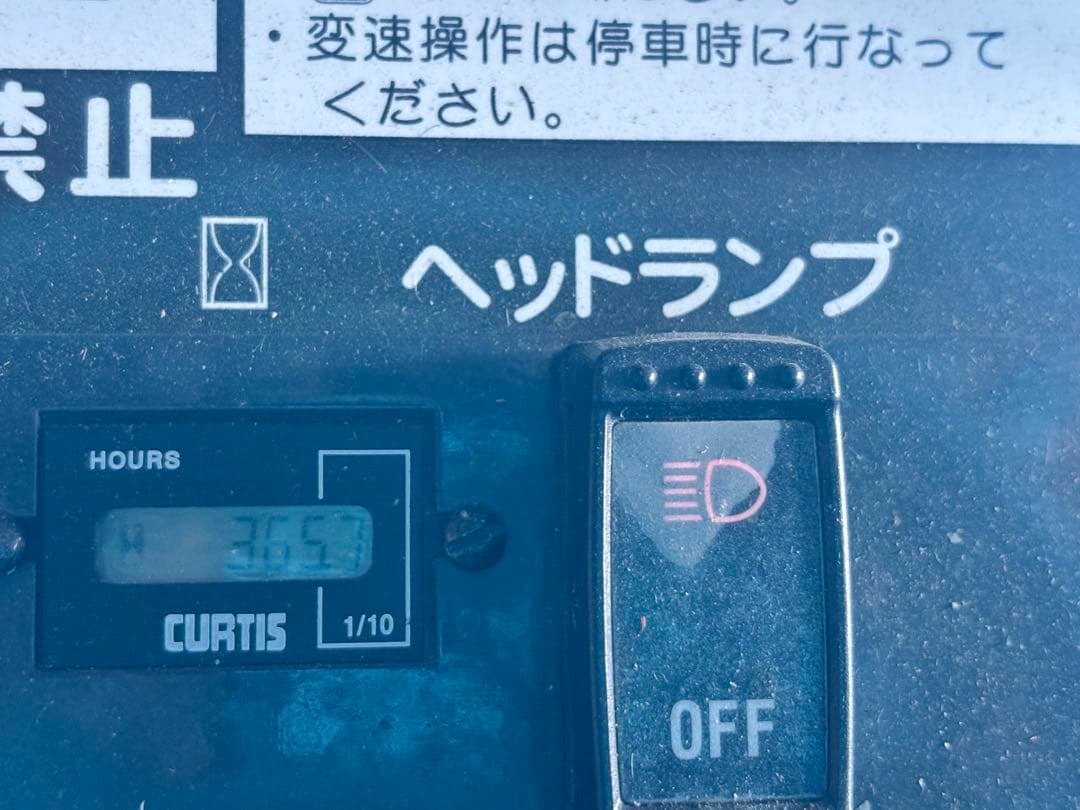 ・変速操作は停車時に行なって
ください。
禁止
ヘッドランプ
HOURS
3657
CURTIS
1/10
OFF